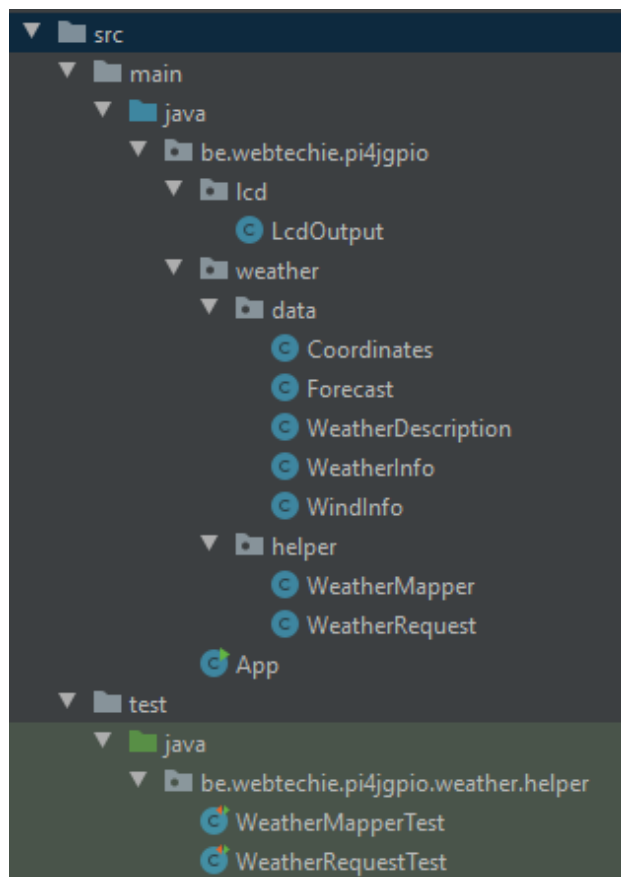 src
main
java
be.webtechie.pi4jgpio
lcd
LcdOutput
weather
data
Coordinates
Forecast
WeatherDescription
WeatherInfo
WindInfo
helper
WeatherMapper
WeatherRequest
App
test
java
be.webtechie.pi4jgpio.weather.helper
WeatherMapperTest
WeatherRequestTest